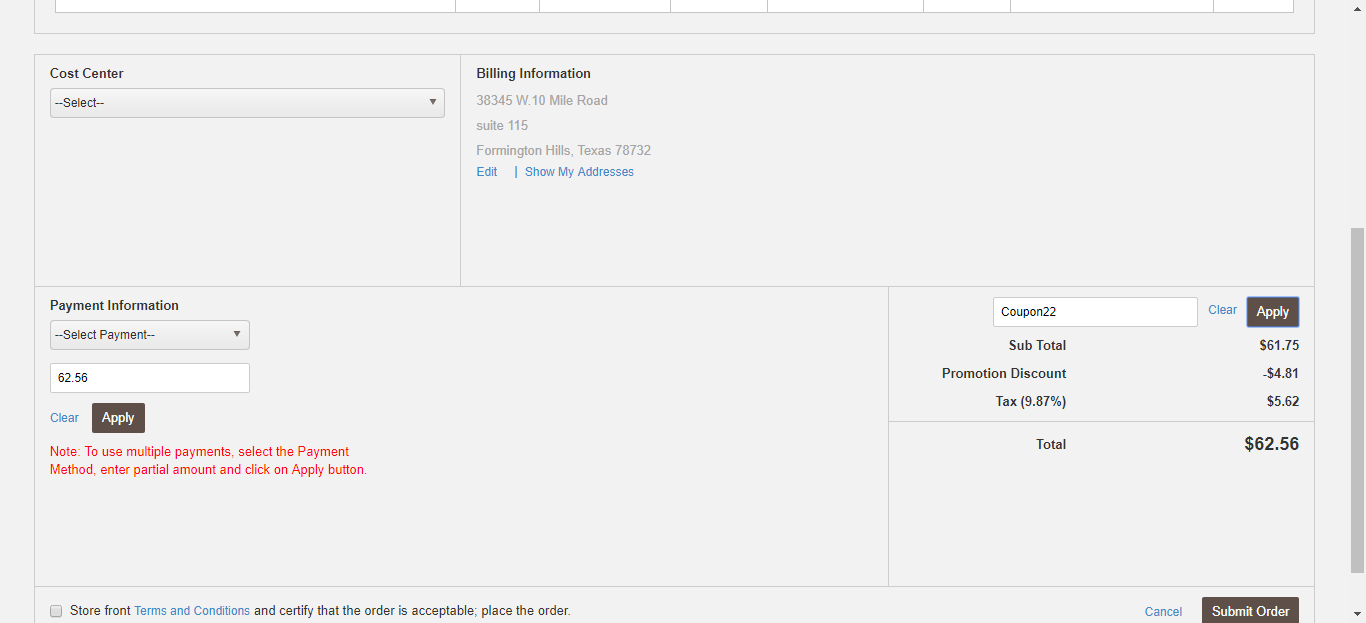 Cost Center
--Select--
Billing Information
38345 W.10 Mile Road
suite 115
Formington Hills, Texas 78732
Edit | Show My Addresses
Payment Information
--Select Payment--
62.56
Clear Apply
Note: To use multiple payments, select the Payment
Method, enter partial amount and click on Apply button.
Coupon22 Clear Apply
Sub Total $61.75
Promotion Discount -$4.81
Tax (9.87%) $5.62
Total $62.56
Store front Terms and Conditions and certify that the order is acceptable; place the order.
Cancel Submit Order